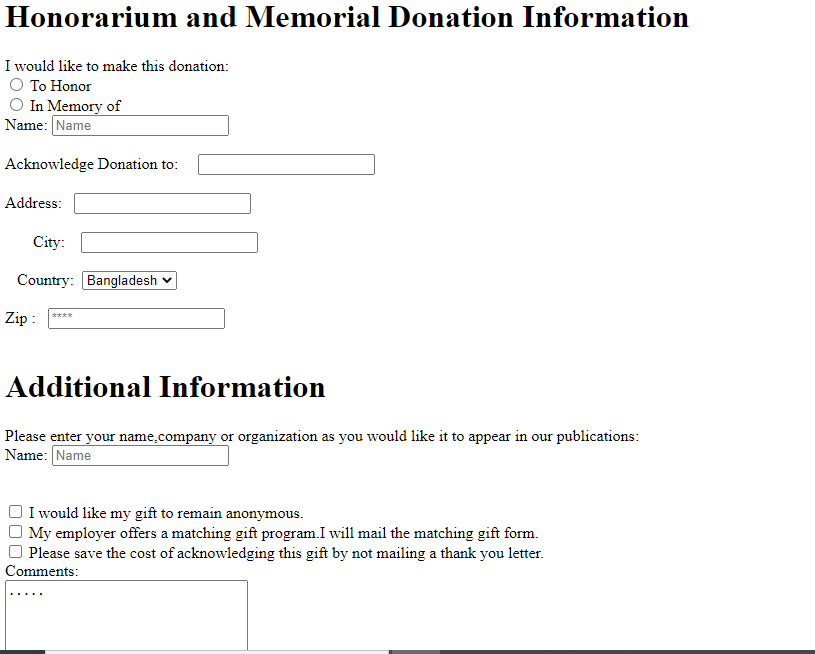 Honorarium and Memorial Donation Information
I would like to make this donation:
To Honor
In Memory of
Name: Name
Acknowledge Donation to:
Address:
City:
Country: Bangladesh
Zip : ****
Additional Information
Please enter your name,company or organization as you would like it to appear in our publications:
Name: Name
I would like my gift to remain anonymous.
My employer offers a matching gift program.I will mail the matching gift form.
Please save the cost of acknowledging this gift by not mailing a thank you letter.
Comments:
.....